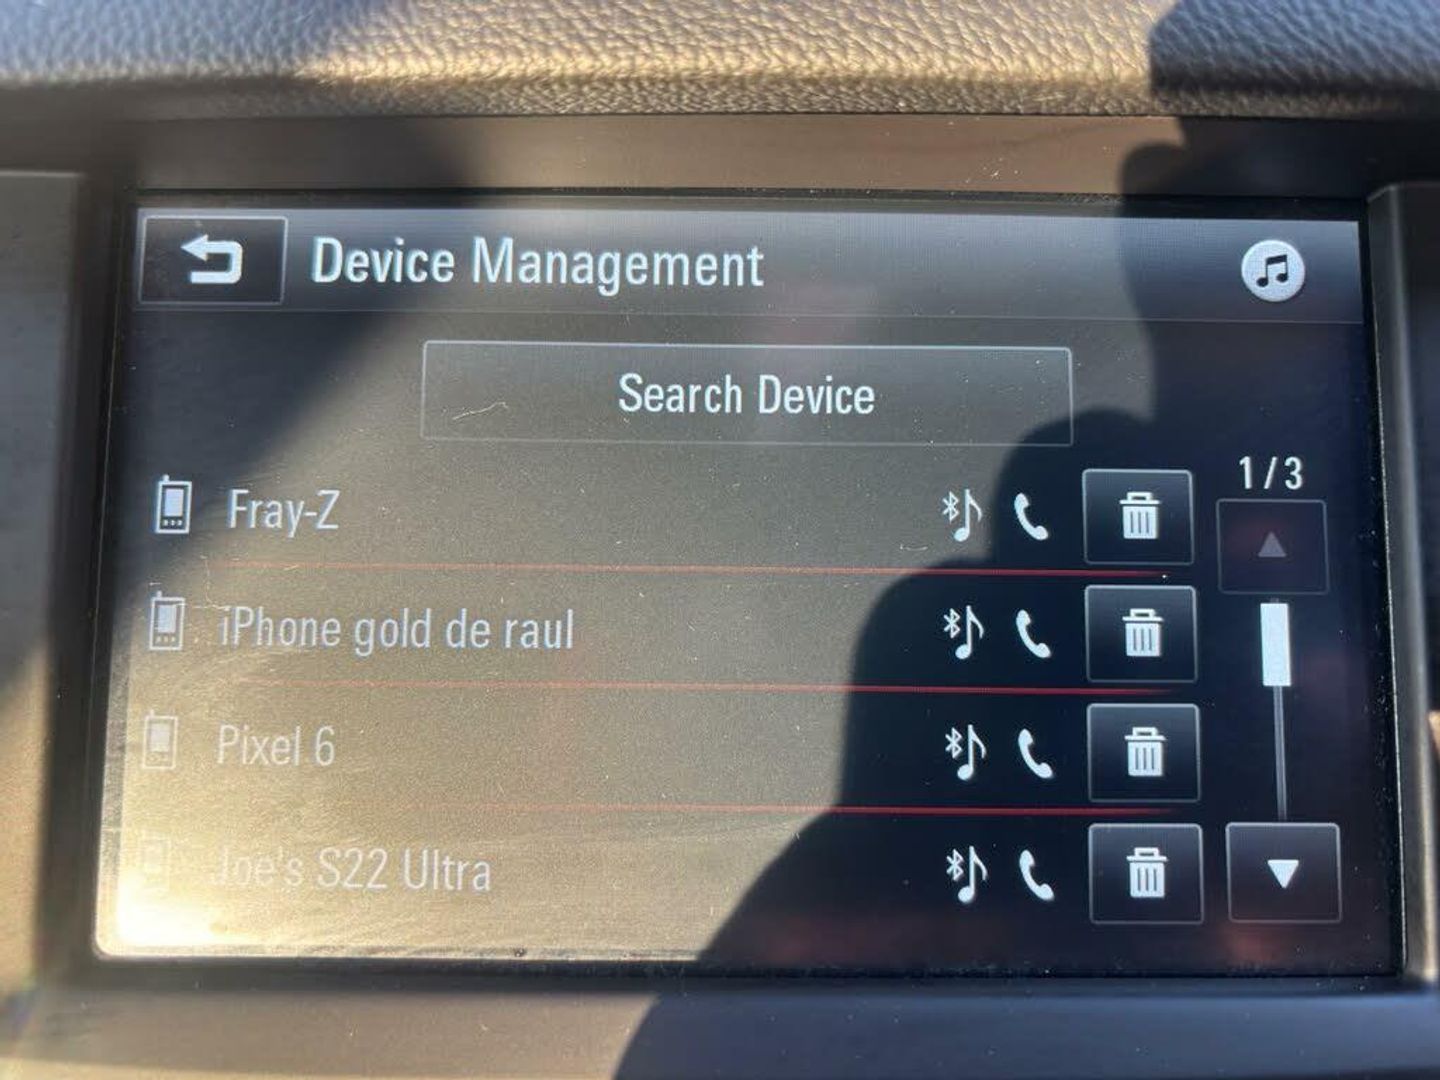 Device Management
Search Device
1/3
Fray-Z
iPhone gold de raul
Pixel 6
Joe's S22 Ultra